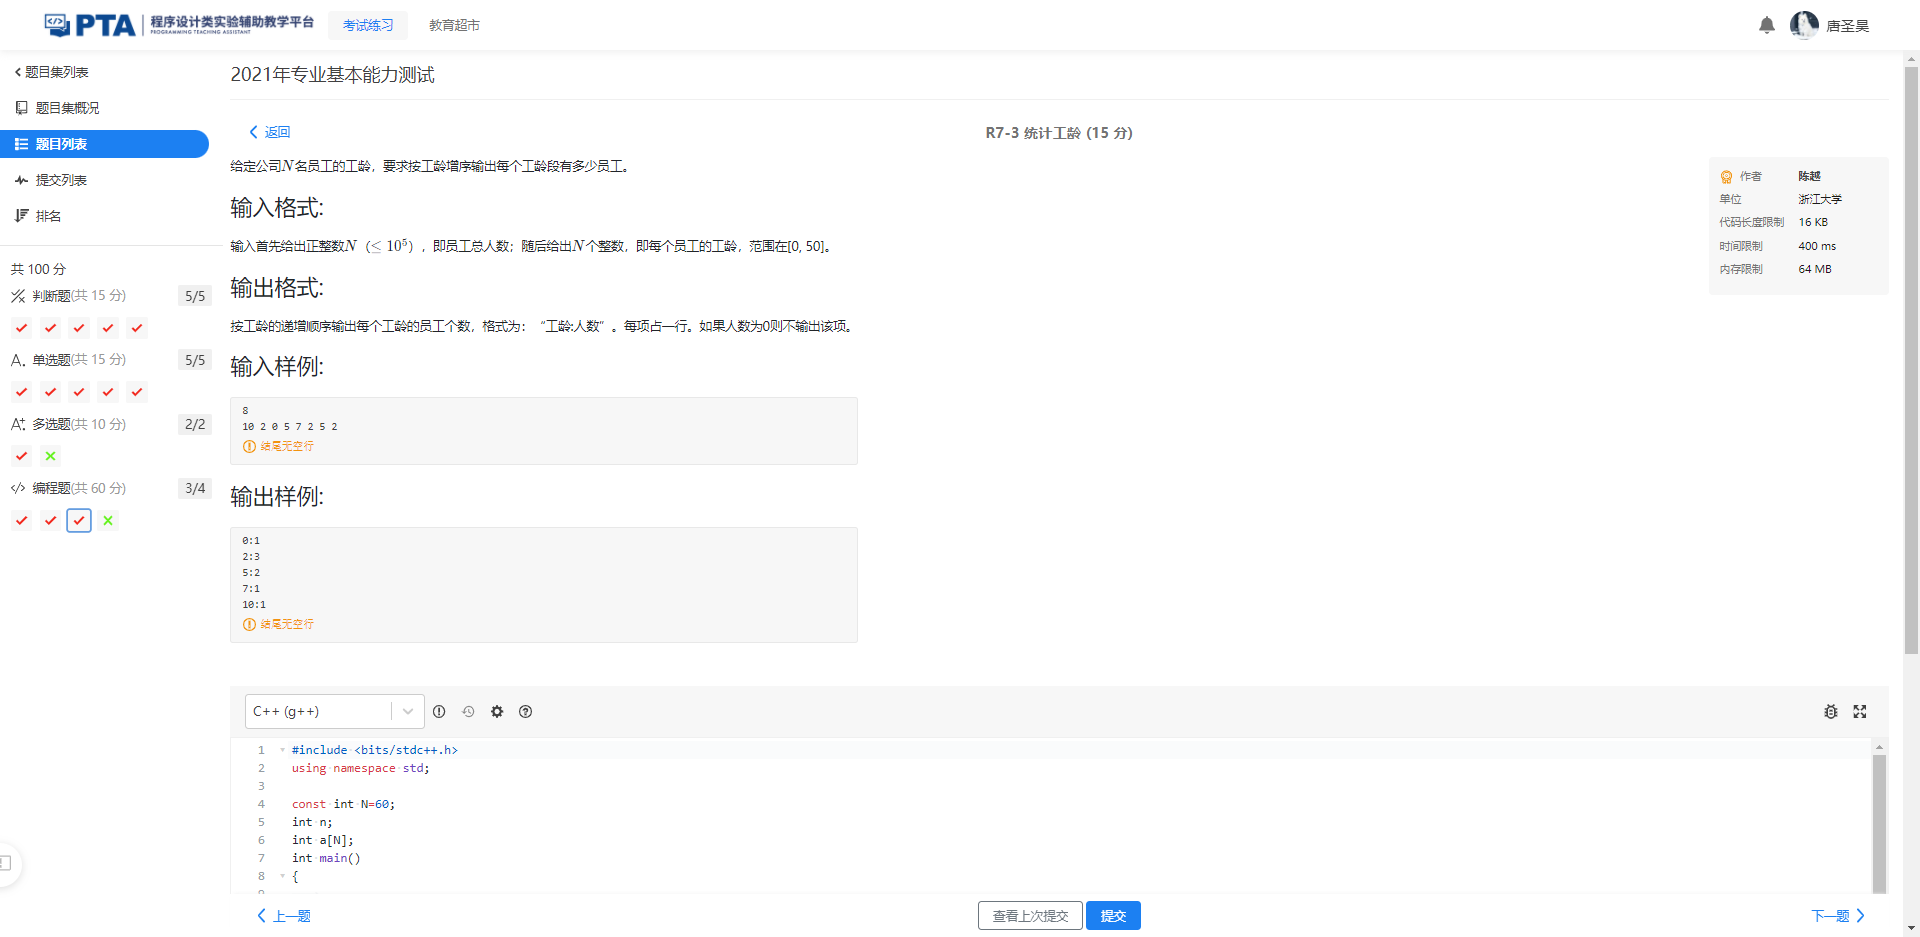 PTA 程序设计类实验辅助教学平台
PROGRAMMING TEACHING ASSISTANT
考试练习
教育超市
唐圣昊
题目集列表
题目集概况
题目列表
提交列表
排名
共 100 分
判断题(共 15 分)
5/5
A. 单选题(共 15 分)
5/5
多选题(共 10 分)
2/2
编程题(共 60 分)
3/4
2021年专业基本能力测试
返回
R7-3 统计工龄 (15 分)
给定公司N名员工的工龄，要求按工龄增序输出每个工龄段有多少员工。
输入格式:
输入首先给出正整数N（≤ 10⁵），即员工总人数；随后给出N个整数，即每个员工的工龄，范围在[0, 50]。
输出格式:
按工龄的递增顺序输出每个工龄的员工个数，格式为：“工龄:人数”。每项占一行。如果人数为0则不输出该项。
输入样例:
8
10 2 0 5 7 2 5 2
结尾无空行
输出样例:
0:1
2:3
5:2
7:1
10:1
结尾无空行
作者 陈越
单位 浙江大学
代码长度限制 16 KB
时间限制 400 ms
内存限制 64 MB
C++ (g++)
1 #include <bits/stdc++.h>
2 using namespace std;
3
4 const int N=60;
5 int n;
6 int a[N];
7 int main()
8 {
上一题
查看上次提交
提交
下一题